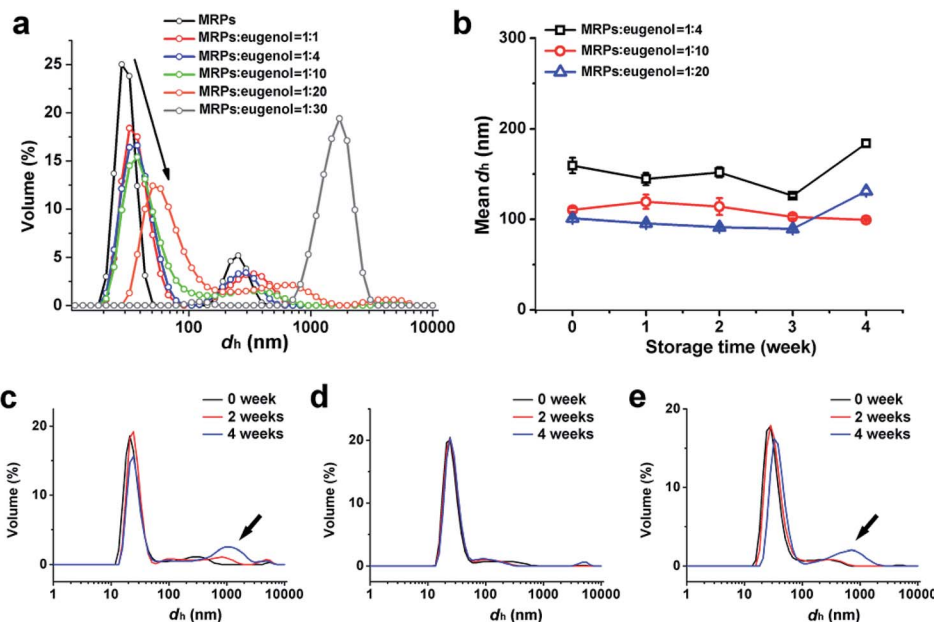 a
MRPs
MRPs:eugenol=1:1
MRPs:eugenol=1:4
MRPs:eugenol=1:10
MRPs:eugenol=1:20
MRPs:eugenol=1:30
Volume (%)
25
20
15
10
5
0
100
1000
10000
dh (nm)
b
MRPs:eugenol=1:4
MRPs:eugenol=1:10
MRPs:eugenol=1:20
Mean dh (nm)
300
200
100
0
0
1
2
3
4
Storage time (week)
c
0 week
2 weeks
4 weeks
Volume (%)
20
10
0
1
10
100
1000
10000
dh (nm)
d
0 week
2 weeks
4 weeks
Volume (%)
20
10
0
1
10
100
1000
10000
dh (nm)
e
0 week
2 weeks
4 weeks
Volume (%)
20
10
0
1
10
100
1000
10000
dh (nm)